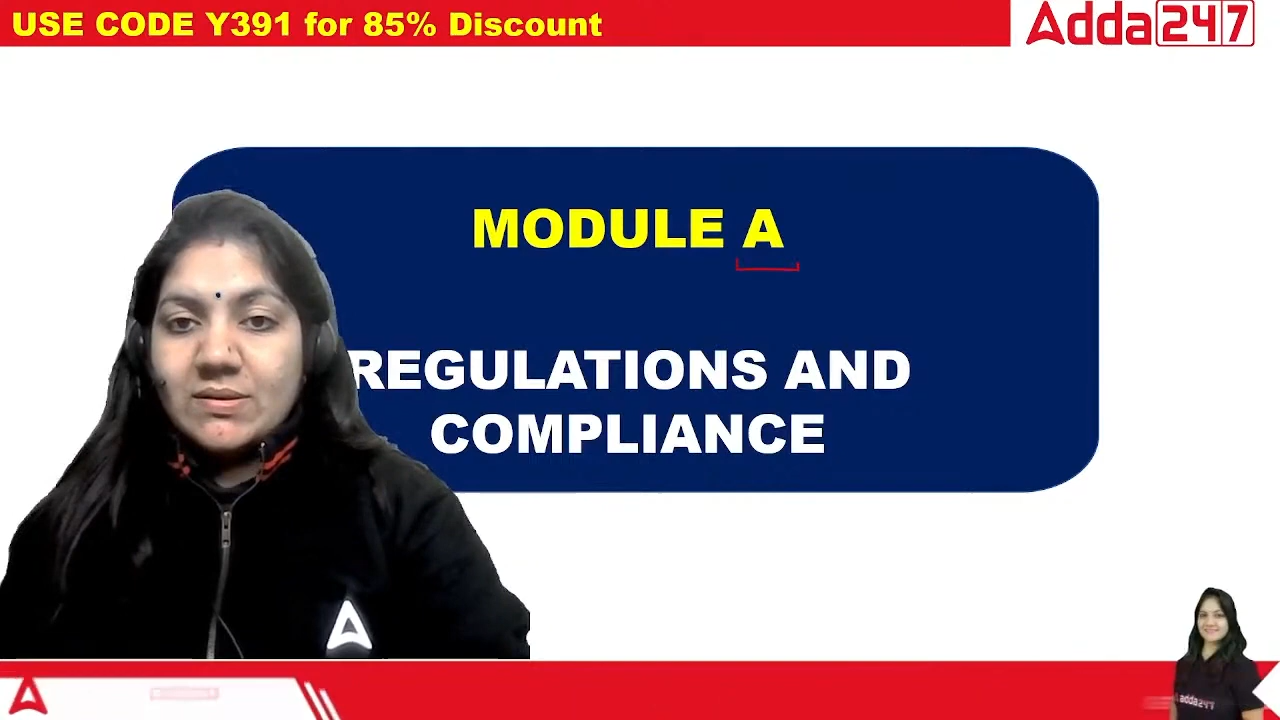 USE CODE Y391 for 85% Discount
Adda247
MODULE A
REGULATIONS AND
COMPLIANCE